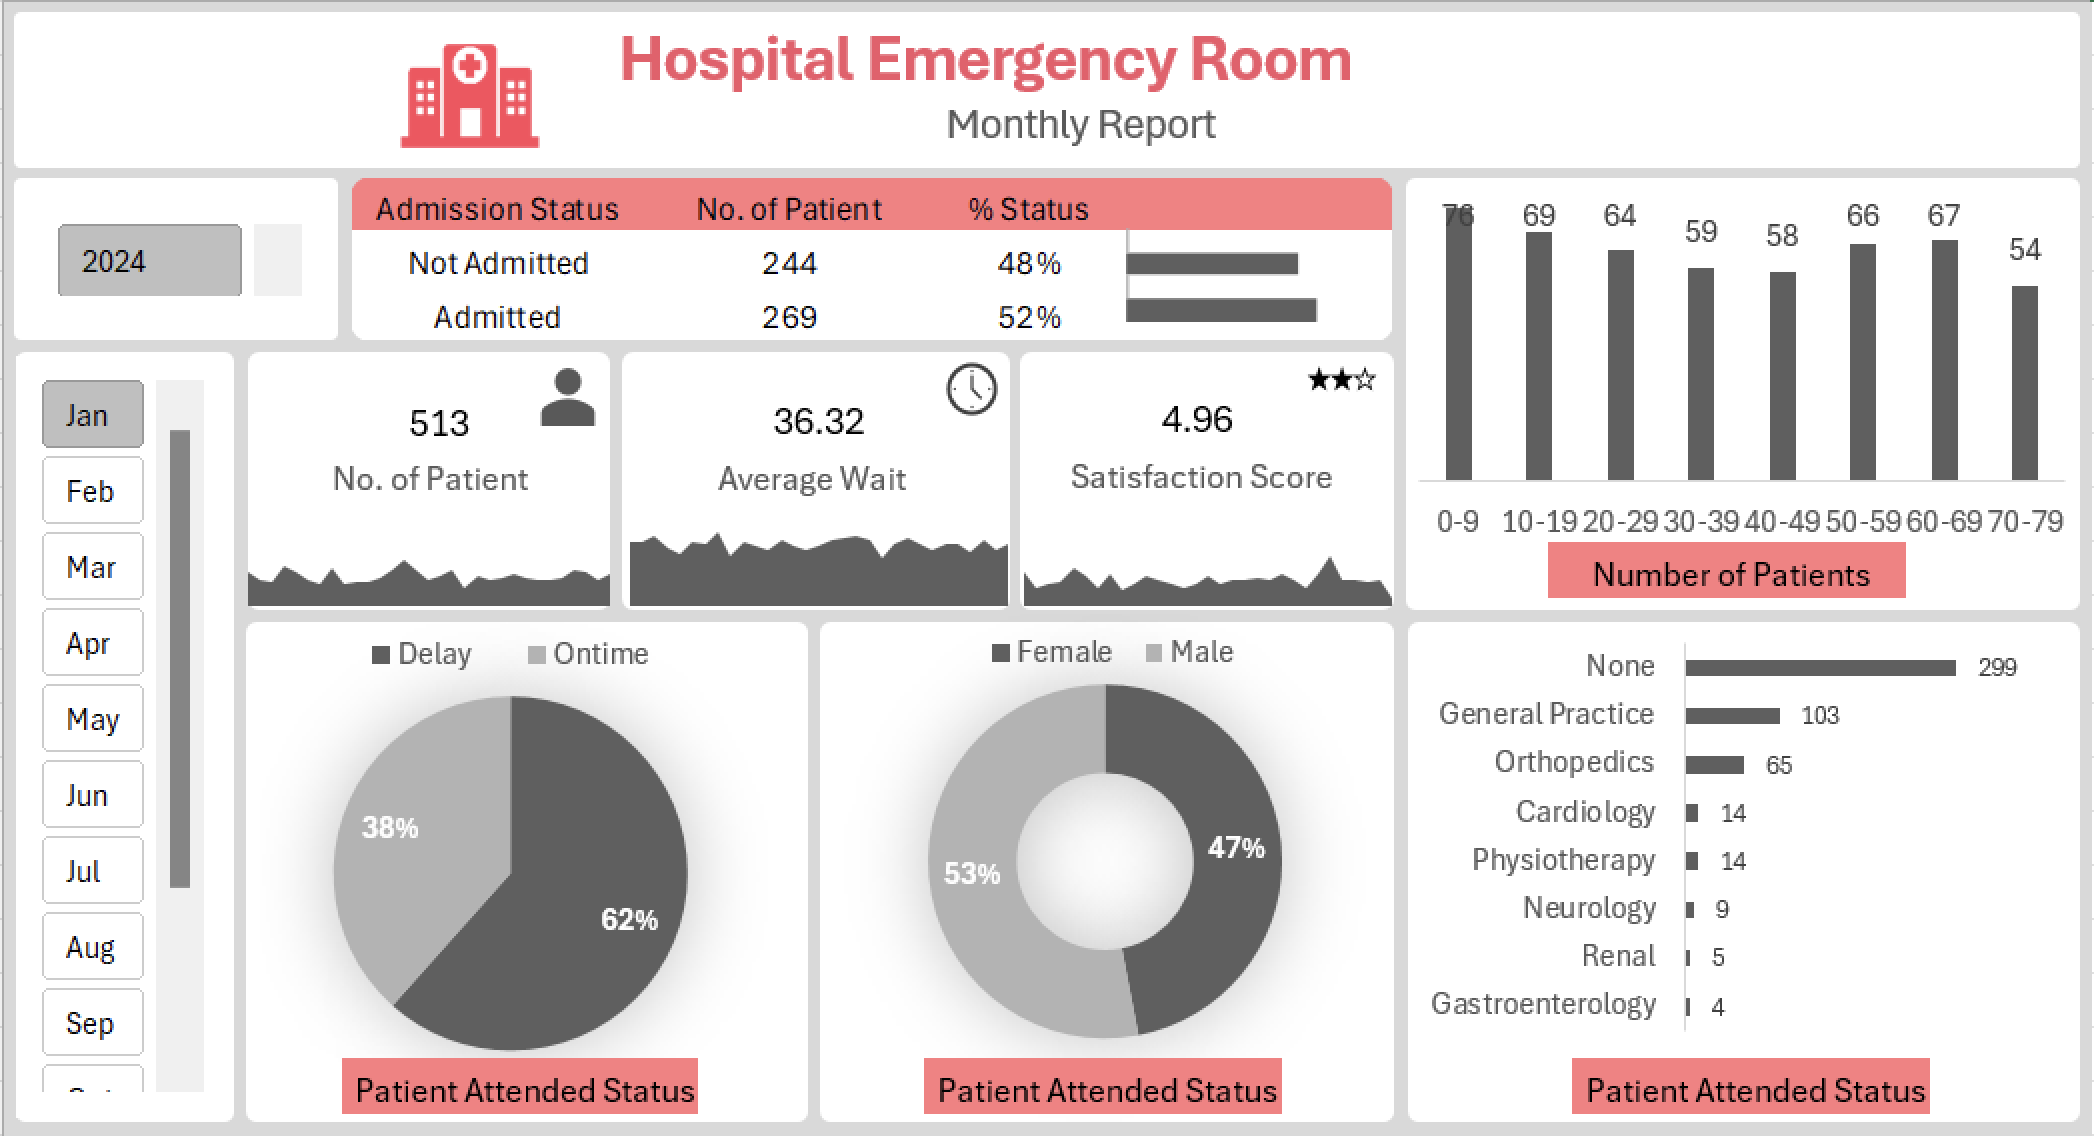 Hospital Emergency Room
Monthly Report
2024
Admission Status No. of Patient % Status
Not Admitted 244 48%
Admitted 269 52%
76 69 64 59 58 66 67 54
0-9 10-19 20-29 30-39 40-49 50-59 60-69 70-79
Number of Patients
Jan
Feb
Mar
Apr
May
Jun
Jul
Aug
Sep
513
No. of Patient
36.32
Average Wait
4.96
Satisfaction Score
Delay Ontime
38%
62%
Patient Attended Status
Female Male
47%
53%
Patient Attended Status
None 299
General Practice 103
Orthopedics 65
Cardiology 14
Physiotherapy 14
Neurology 9
Renal 5
Gastroenterology 4
Patient Attended Status